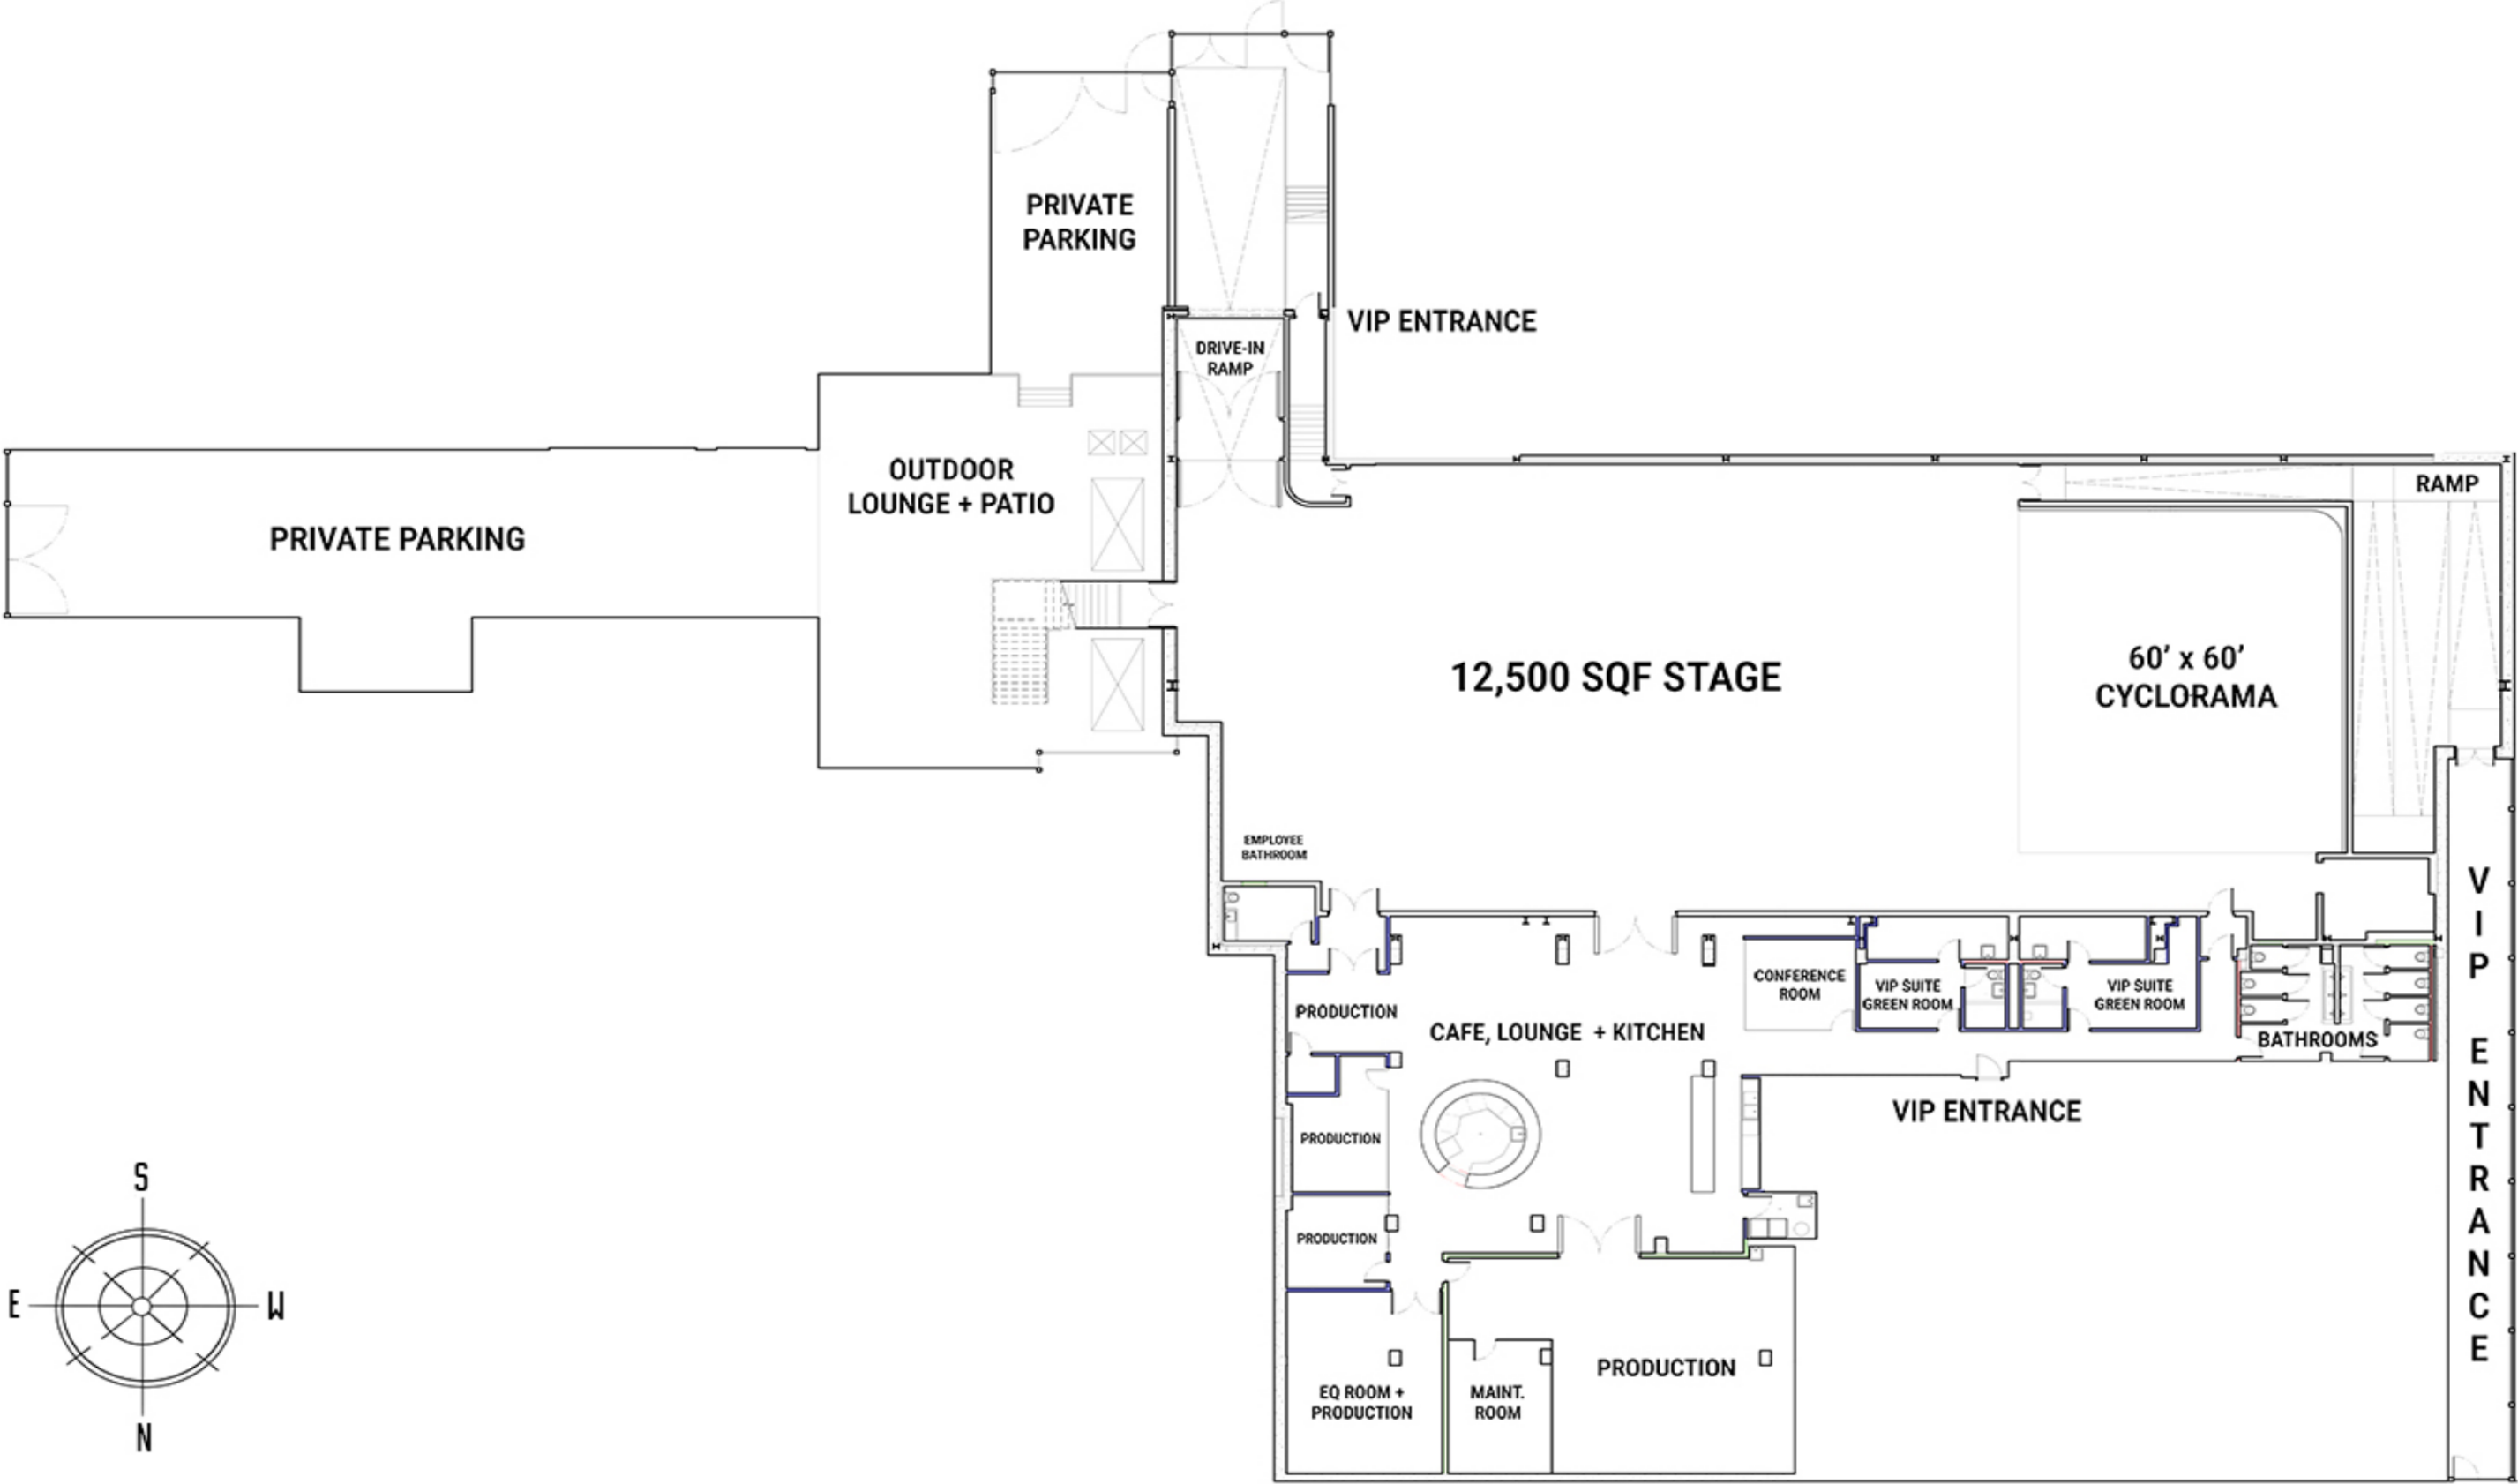 PRIVATE
PARKING
VIP ENTRANCE
DRIVE-IN
RAMP
OUTDOOR
LOUNGE + PATIO
RAMP
PRIVATE PARKING
12,500 SQF STAGE
60’ x 60’
CYCLORAMA
EMPLOYEE
BATHROOM
VIP ENTRANCE
CONFERENCE
ROOM
VIP SUITE
GREEN ROOM
VIP SUITE
GREEN ROOM
PRODUCTION
CAFE, LOUNGE + KITCHEN
BATHROOMS
VIP ENTRANCE
PRODUCTION
PRODUCTION
S
E
W
N
PRODUCTION
EQ ROOM +
PRODUCTION
MAINT.
ROOM